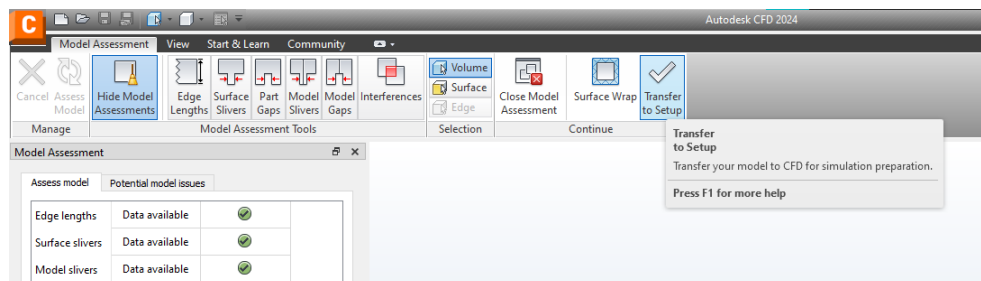 C
Autodesk CFD 2024
Model Assessment View Start & Learn Community
Cancel Assess Model Hide Model Assessments Edge Lengths Surface Slivers Part Gaps Model Slivers Model Gaps Interferences Volume Surface Edge Close Model Assessment Surface Wrap Transfer to Setup
Manage Model Assessment Tools Selection Continue
Transfer
to Setup
Transfer your model to CFD for simulation preparation.
Press F1 for more help
Model Assessment
Assess model Potential model issues
Edge lengths Data available
Surface slivers Data available
Model slivers Data available